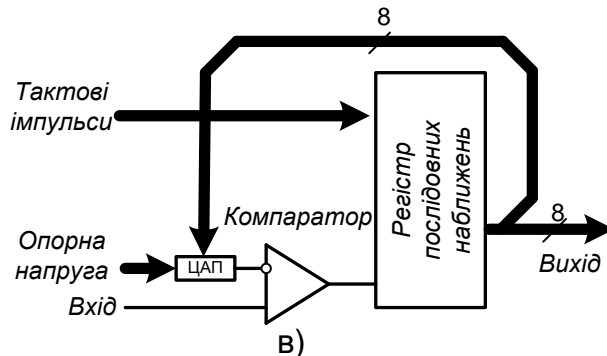 8
Тактові
імпульси
Регістр
послідовних
наближень
Компаратор
8
Опорна
напруга
ЦАП
Вихід
Вхід
в)